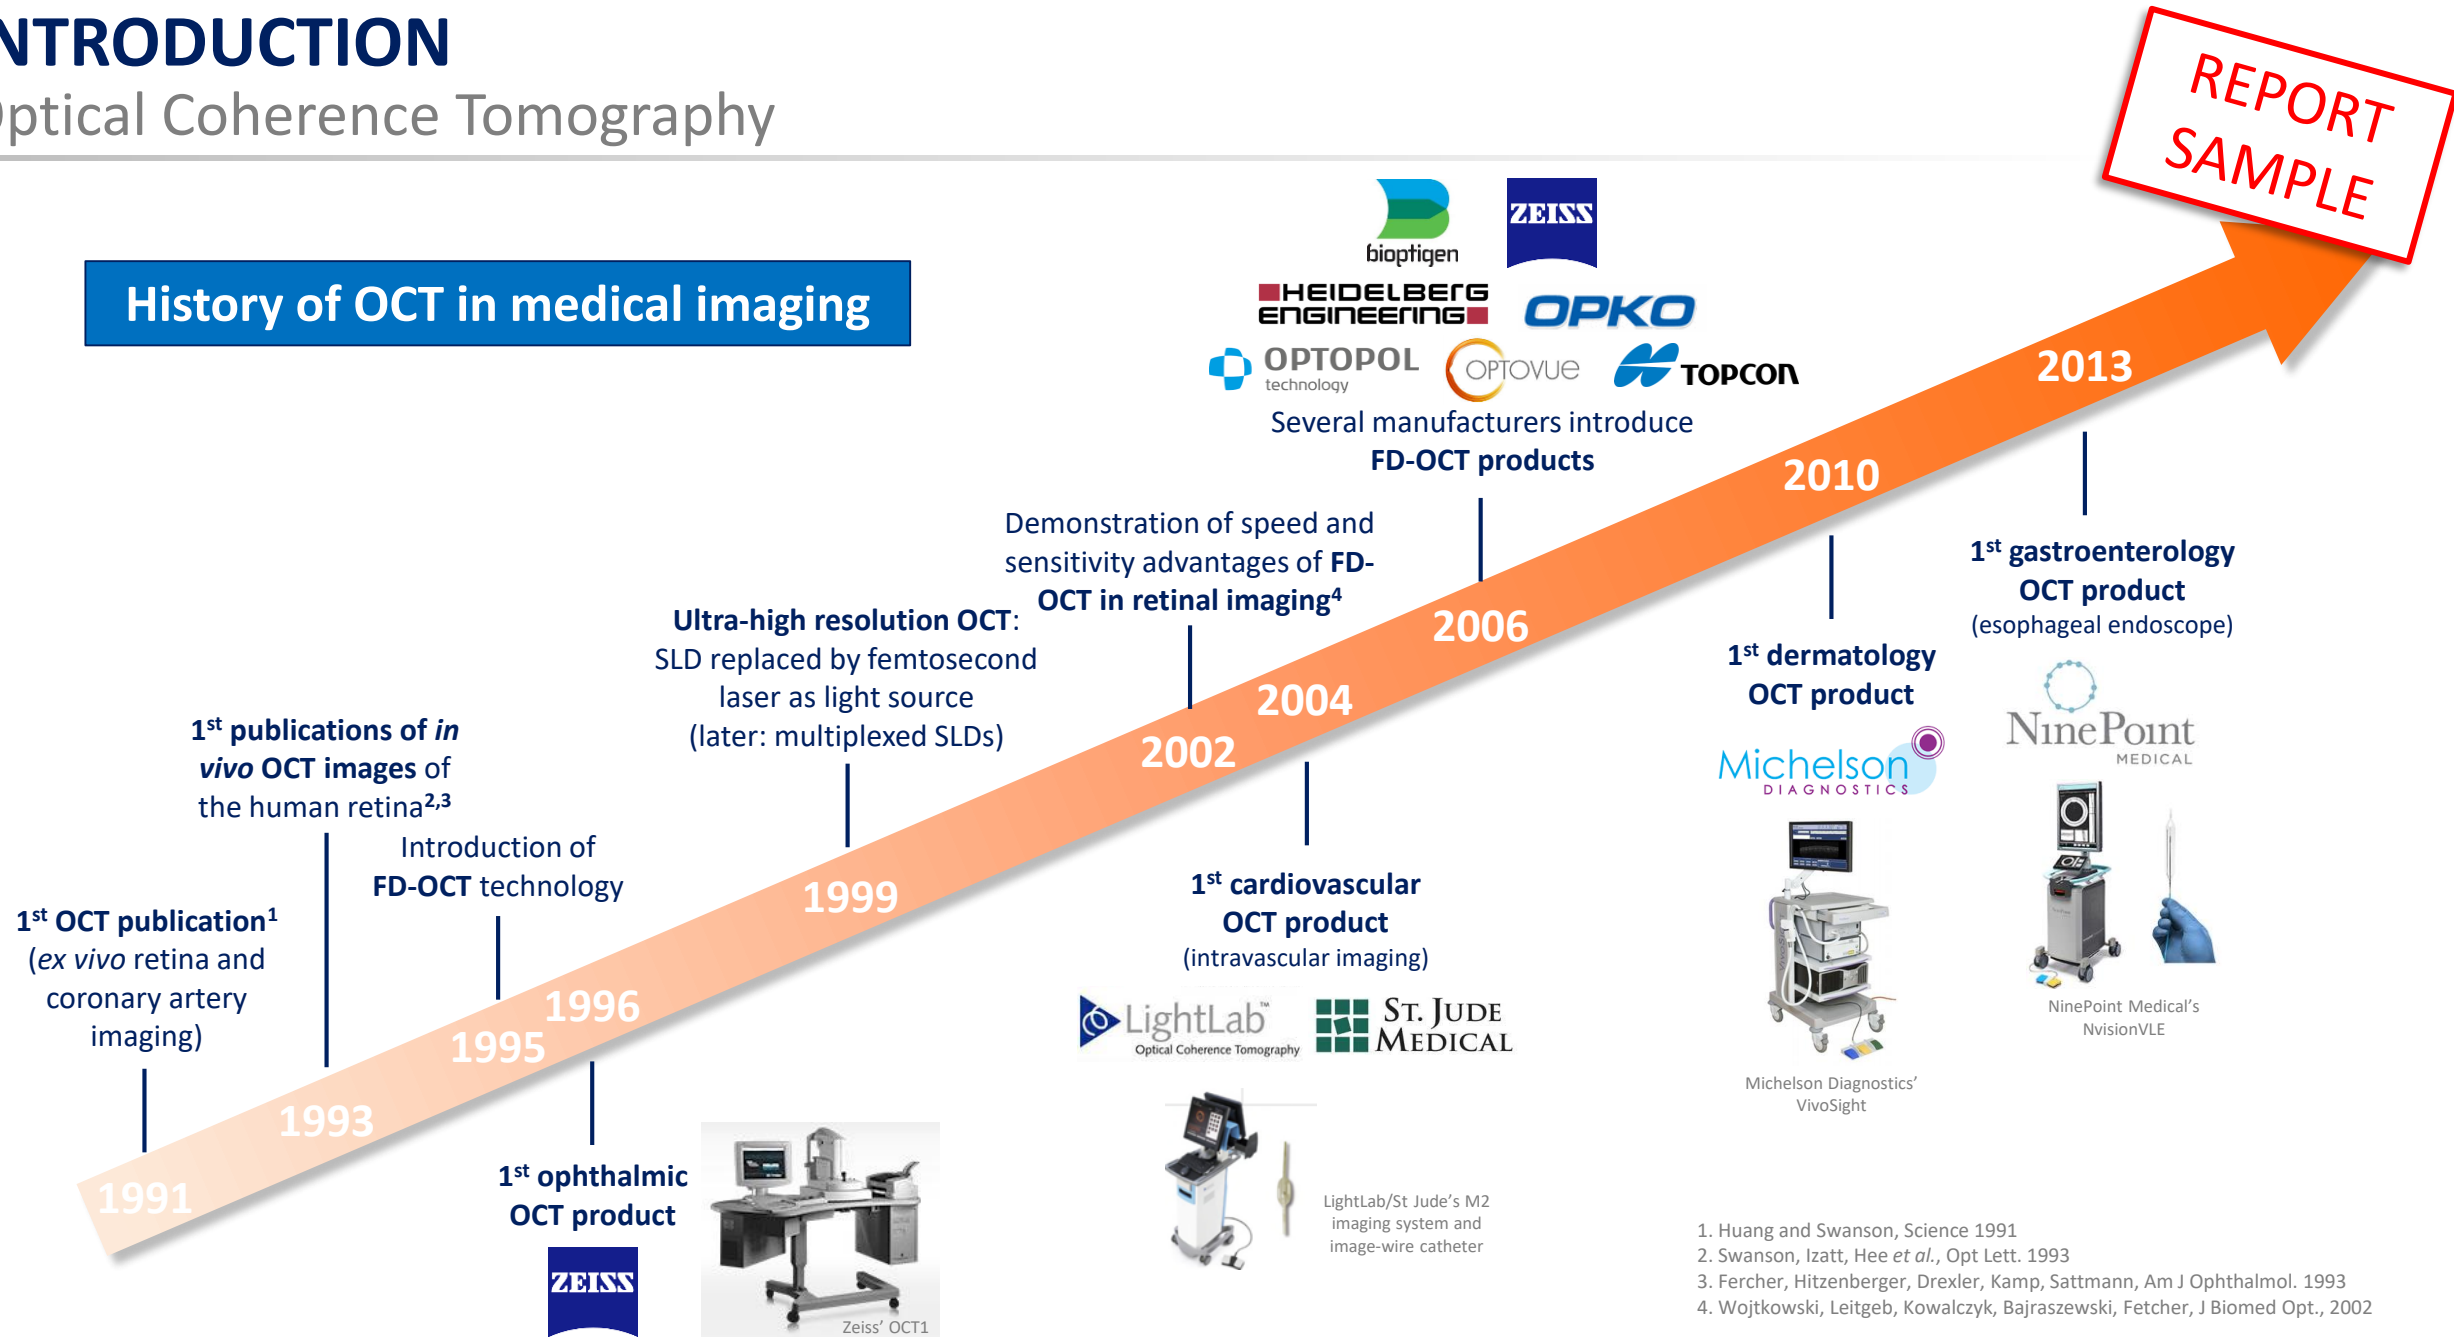 NTRODUCTION
Optical Coherence Tomography
REPORT
SAMPLE
History of OCT in medical imaging
bioptigen
ZEISS
HEIDELBERG
ENGINEERING
OPKO
OPTOPOL
technology
OPTOVUE
TOPCON
Several manufacturers introduce
FD-OCT products
Demonstration of speed and
sensitivity advantages of FD-
OCT in retinal imaging4
Ultra-high resolution OCT:
SLD replaced by femtosecond
laser as light source
(later: multiplexed SLDs)
1st publications of in
vivo OCT images of
the human retina2,3
Introduction of
FD-OCT technology
1st OCT publication1
(ex vivo retina and
coronary artery
imaging)
1991
1993
1995
1996
1999
2002
2004
2006
2010
2013
1st ophthalmic
OCT product
ZEISS
Zeiss' OCT1
1st cardiovascular
OCT product
(intravascular imaging)
LightLab™
Optical Coherence Tomography
ST. JUDE
MEDICAL
LightLab/St Jude's M2
imaging system and
image-wire catheter
1st dermatology
OCT product
Michelson
DIAGNOSTICS
VivoSight
Michelson Diagnostics'
VivoSight
1st gastroenterology
OCT product
(esophageal endoscope)
NinePoint
MEDICAL
NinePoint
NinePoint Medical's
NvisionVLE
1. Huang and Swanson, Science 1991
2. Swanson, Izatt, Hee et al., Opt Lett. 1993
3. Fercher, Hitzenberger, Drexler, Kamp, Sattmann, Am J Ophthalmol. 1993
4. Wojtkowski, Leitgeb, Kowalczyk, Bajraszewski, Fetcher, J Biomed Opt., 2002